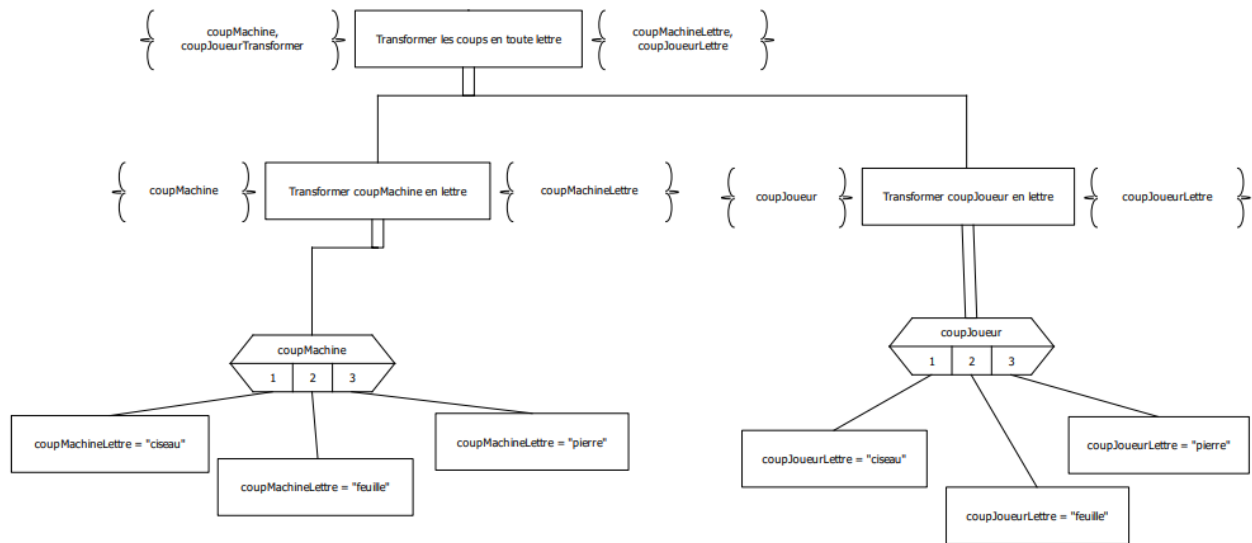 coupMachine,
coupJoueurTransformer
Transformer les coups en toute lettre
coupMachineLettre,
coupJoueurLettre
coupMachine
Transformer coupMachine en lettre
coupMachineLettre
coupJoueur
Transformer coupJoueur en lettre
coupJoueurLettre
coupMachine
1 2 3
coupJoueur
1 2 3
coupMachineLettre = "ciseau"
coupMachineLettre = "feuille"
coupMachineLettre = "pierre"
coupJoueurLettre = "ciseau"
coupJoueurLettre = "feuille"
coupJoueurLettre = "pierre"